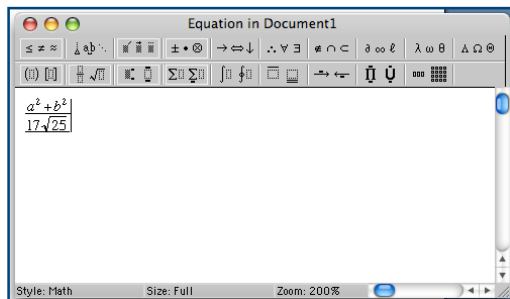 Equation in Document1
≤ ≠ ≈ ∴ ∀ ∃ ∉ ∩ ⊂ ∂ ∞ ℓ λ ω θ Δ Ω Θ
a² + b²
17√25
Style: Math Size: Full Zoom: 200%